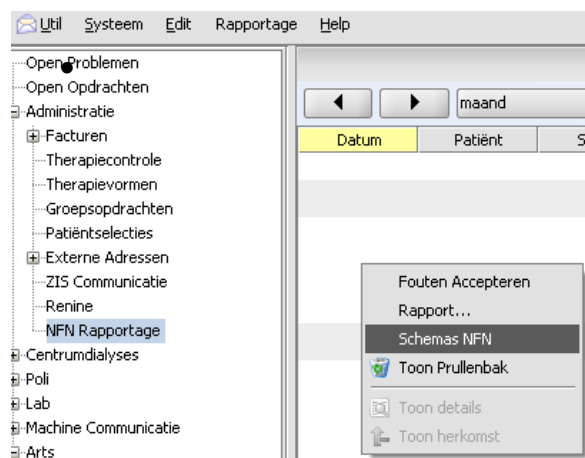 Util Systeem Edit Rapportage Help
Open Problemen
Open Opdrachten
Administratie
Facturen
Therapiecontrole
Therapievormen
Groepsopdrachten
Patiëntselecties
Externe Adressen
ZIS Communicatie
Renine
NFN Rapportage
Centrumdialyses
Poli
Lab
Machine Communicatie
Arts
maand
Datum Patiënt S
Fouten Accepteren
Rapport...
Schemas NFN
Toon Prullenbak
Toon details
Toon herkomst